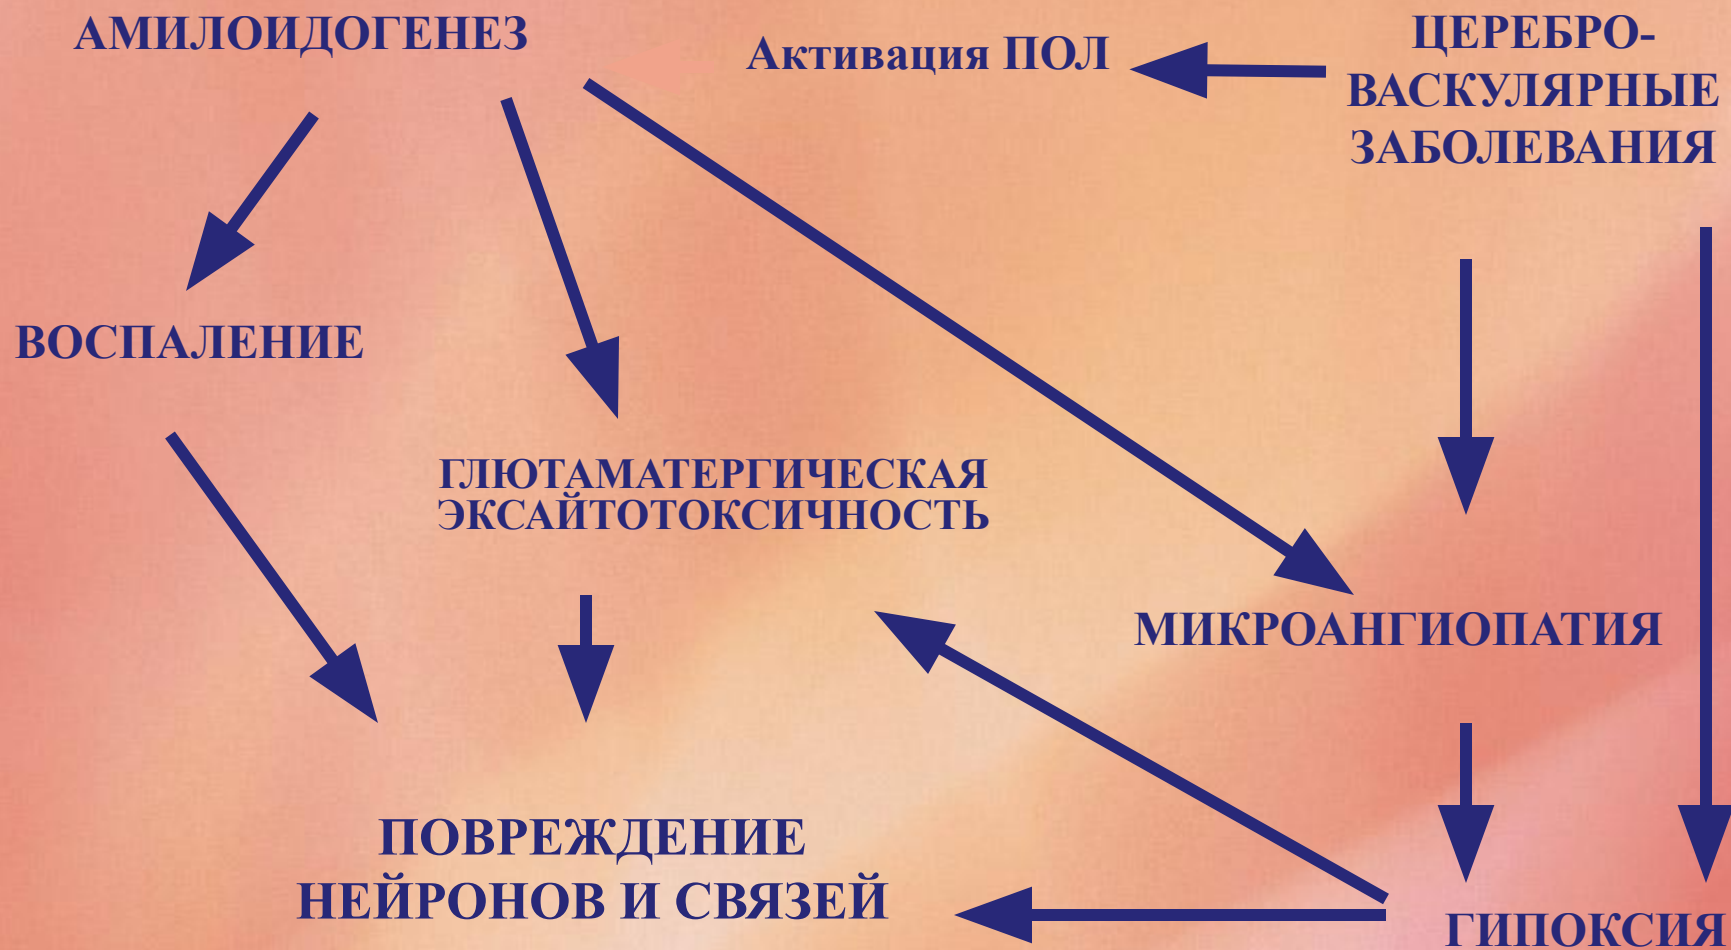 АМИЛОИДОГЕНЕЗ
Активация ПОЛ
ЦЕРЕБРО-
ВАСКУЛЯРНЫЕ
ЗАБОЛЕВАНИЯ
ВОСПАЛЕНИЕ
ГЛЮТАМАТЕРГИЧЕСКАЯ
ЭКСАЙТОТОКСИЧНОСТЬ
МИКРОАНГИОПАТИЯ
ПОВРЕЖДЕНИЕ
НЕЙРОНОВ И СВЯЗЕЙ
ГИПОКСИЯ